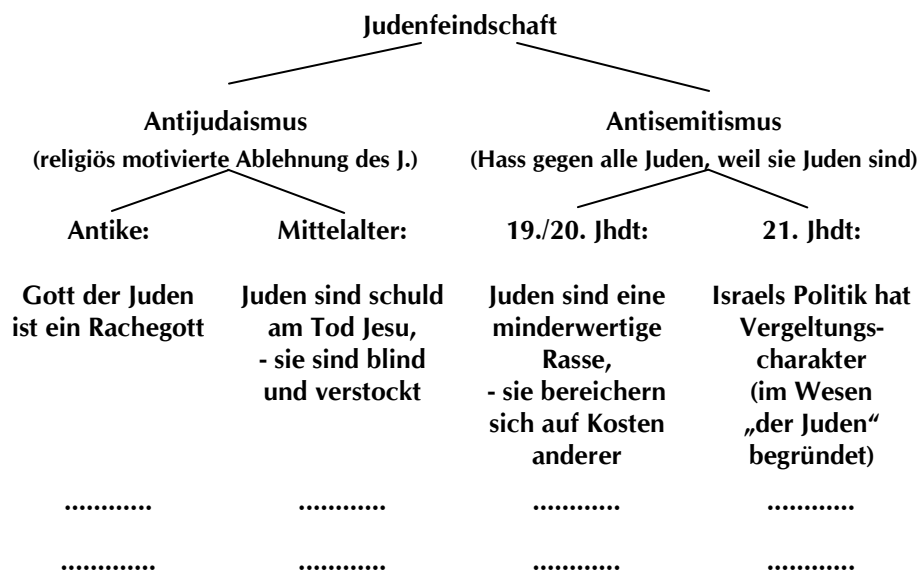 Judenfeindschaft
Antijudaismus
(religiös motivierte Ablehnung des J.)
Antisemitismus
(Hass gegen alle Juden, weil sie Juden sind)
Antike:
Gott der Juden
ist ein Rachegott
............
.............
Mittelalter:
Juden sind schuld
am Tod Jesu,
- sie sind blind
und verstockt
............
............
19./20. Jhdt:
Juden sind eine
minderwertige
Rasse,
- sie bereichern
sich auf Kosten
anderer
............
............
21. Jhdt:
Israels Politik hat
Vergeltungs-
charakter
(im Wesen
„der Juden“
begründet)
............
............